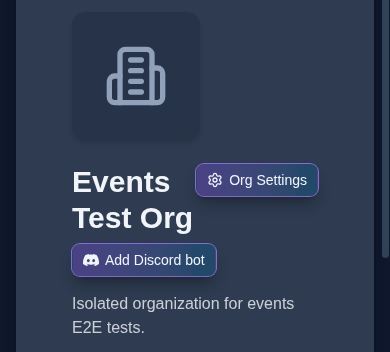 Events
Org Settings
Test Org
Add Discord bot
Isolated organization for events
E2E tests.